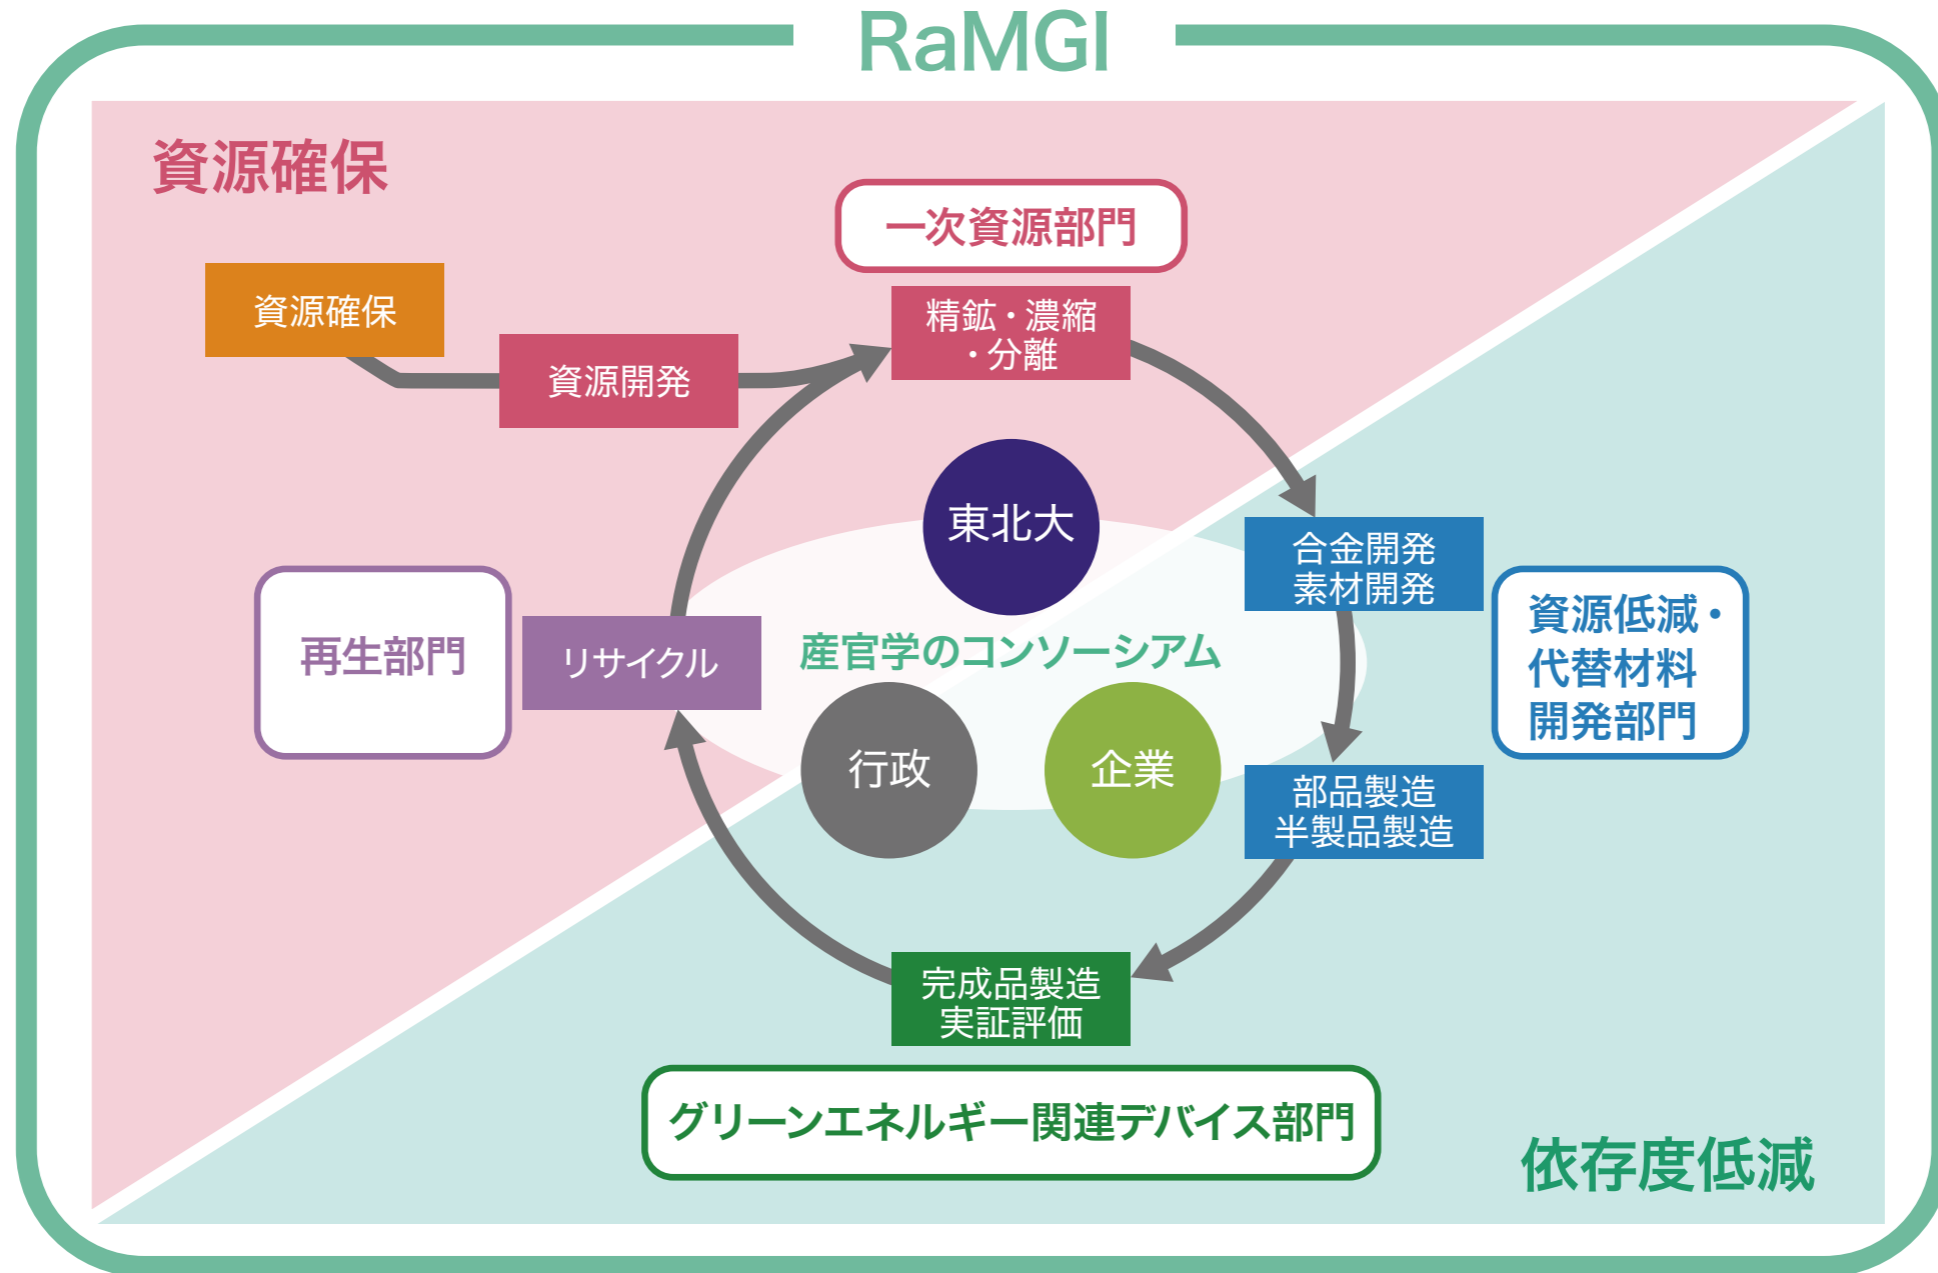 RaMGI
資源確保
一次資源部門
資源確保
資源開発
精鉱・濃縮
・分離
東北大
合金開発
素材開発
資源低減・
代替材料
開発部門
再生部門
リサイクル
産官学のコンソーシアム
行政
企業
部品製造
半製品製造
完成品製造
実証評価
グリーンエネルギー関連デバイス部門
依存度低減